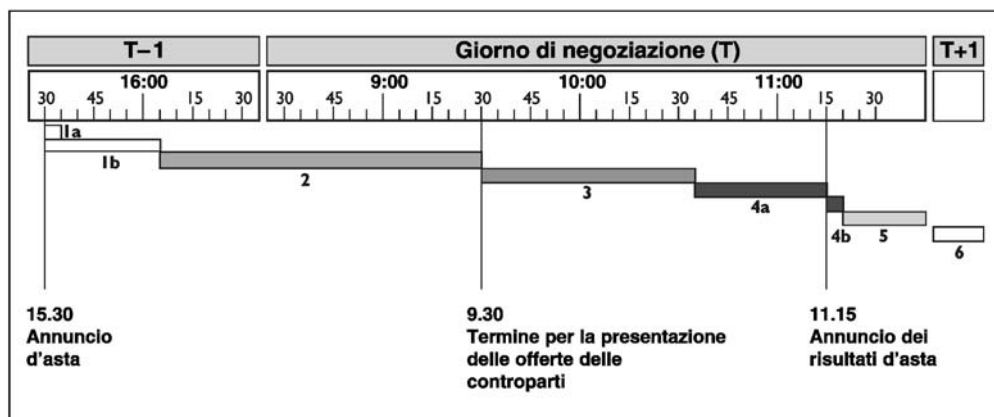 T–1 Giorno di negoziazione (T) T+1
16:00 9:00 10:00 11:00
30 45 15 30 30 45 15 30 45 15 30 45 15 30
1a
1b
2
3
4a
4b 5
6
15.30 9.30 11.15
Annuncio Termine per la presentazione Annuncio dei
d’asta delle offerte delle risultati d’asta
controparti